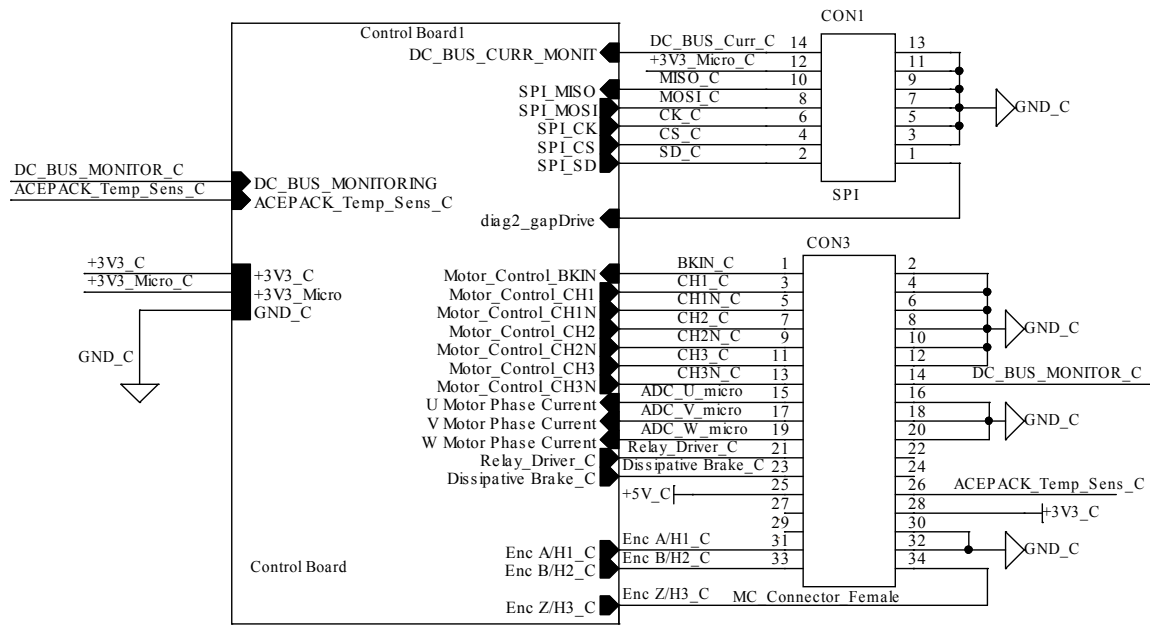 CON1
Control Board1
DC_BUS_CURR_MONIT DC_BUS_Curr_C 14 13
+3V3_Micro_C 12 11
SPI_MISO MISO_C 10 9
SPI_MOSI MOSI_C 8 7 GND_C
SPI_CK CK_C 6 5
SPI_CS CS_C 4 3
SPI_SD SD_C 2 1
DC_BUS_MONITOR_C DC_BUS_MONITORING
ACEPACK_Temp_Sens_C ACEPACK_Temp_Sens_C
SPI
diag2_gapDrive
CON3
+3V3_C +3V3_C
+3V3_Micro_C +3V3_Micro
GND_C
GND_C
Motor_Control_BKIN BKIN_C 1 2
Motor_Control_CH1 CH1_C 3 4
Motor_Control_CH1N CH1N_C 5 6
Motor_Control_CH2 CH2_C 7 8 GND_C
Motor_Control_CH2N CH2N_C 9 10
Motor_Control_CH3 CH3_C 11 12
Motor_Control_CH3N CH3N_C 13 14 DC_BUS_MONITOR_C
U Motor Phase Current ADC_U_micro 15 16
V Motor Phase Current ADC_V_micro 17 18 GND_C
W Motor Phase Current ADC_W_micro 19 20
Relay_Driver_C Relay_Driver_C 21 22
Dissipative Brake_C Dissipative Brake_C 23 24
+5V_C 25 26 ACEPACK_Temp_Sens_C
27 28 +3V3_C
29 30
Enc A/H1_C Enc A/H1_C 31 32 GND_C
Enc B/H2_C Enc B/H2_C 33 34
Control Board
Enc Z/H3_C Enc Z/H3_C MC_Connector_Female